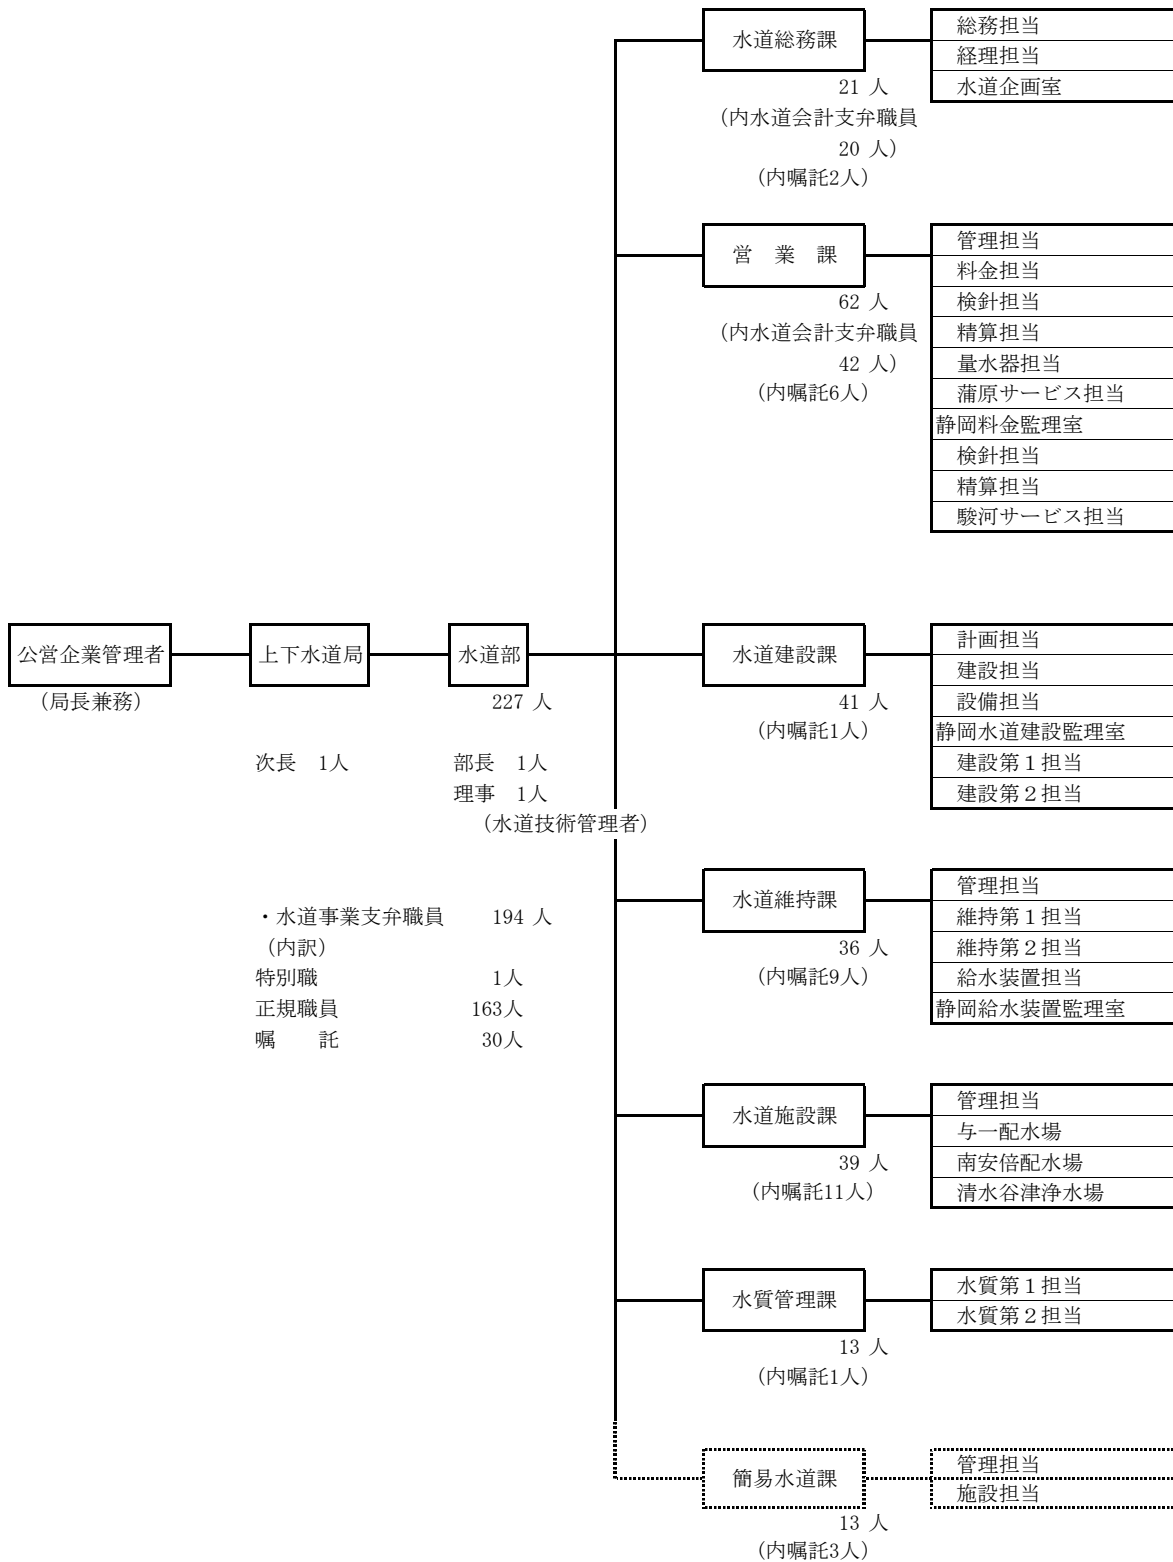 水道総務課
21 人
(内水道会計支弁職員
20 人)
(内嘱託2人)
総務担当
経理担当
水道企画室
営　業　課
62 人
(内水道会計支弁職員
42 人)
(内嘱託6人)
管理担当
料金担当
検針担当
精算担当
量水器担当
蒲原サービス担当
静岡料金監理室
検針担当
精算担当
駿河サービス担当
公営企業管理者
(局長兼務)
上下水道局
次長　1人
水道部
227 人
部長　1人
理事　1人
(水道技術管理者)
・水道事業支弁職員　194 人
(内訳)
特別職　1人
正規職員　163人
嘱　　託　30人
水道建設課
41 人
(内嘱託1人)
計画担当
建設担当
設備担当
静岡水道建設監理室
建設第１担当
建設第２担当
水道維持課
36 人
(内嘱託9人)
管理担当
維持第１担当
維持第２担当
給水装置担当
静岡給水装置監理室
水道施設課
39 人
(内嘱託11人)
管理担当
与一配水場
南安倍配水場
清水谷津浄水場
水質管理課
13 人
(内嘱託1人)
水質第１担当
水質第２担当
簡易水道課
13 人
(内嘱託3人)
管理担当
施設担当